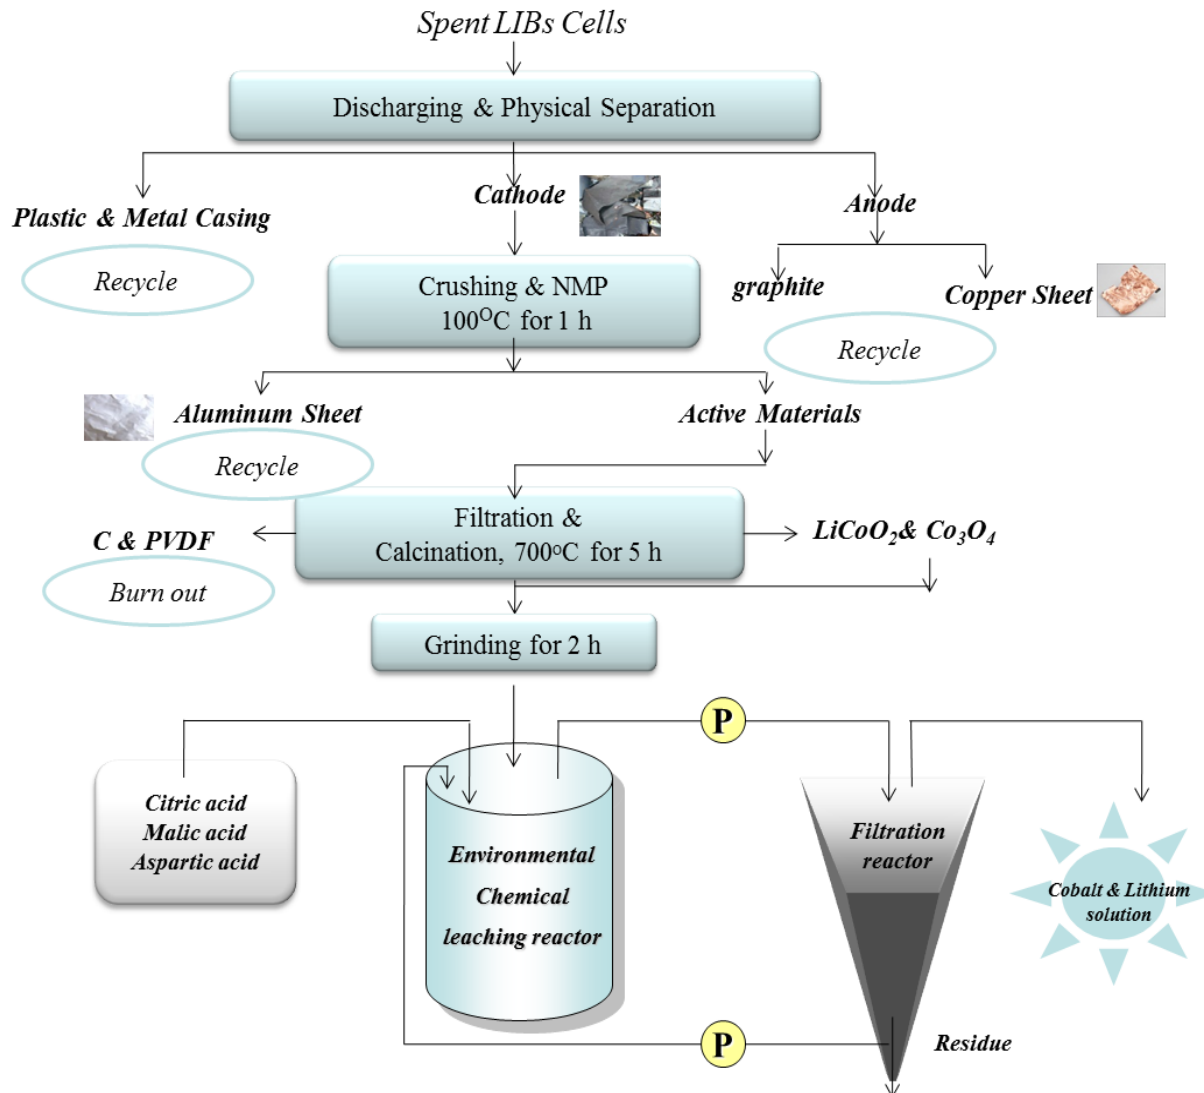 Spent LIBs Cells
Discharging & Physical Separation
Cathode
Anode
Plastic & Metal Casing
Recycle
Crushing & NMP
100^OC for 1 h
graphite
Copper Sheet
Recycle
Aluminum Sheet
Active Materials
Recycle
C & PVDF
Burn out
Filtration &
Calcination, 700ºC for 5 h
LiCoO₂& Co₃O₄
Grinding for 2 h
P
Citric acid
Malic acid
Aspartic acid
Environmental
Chemical
leaching reactor
Filtration
reactor
Cobalt & Lithium
solution
P
Residue